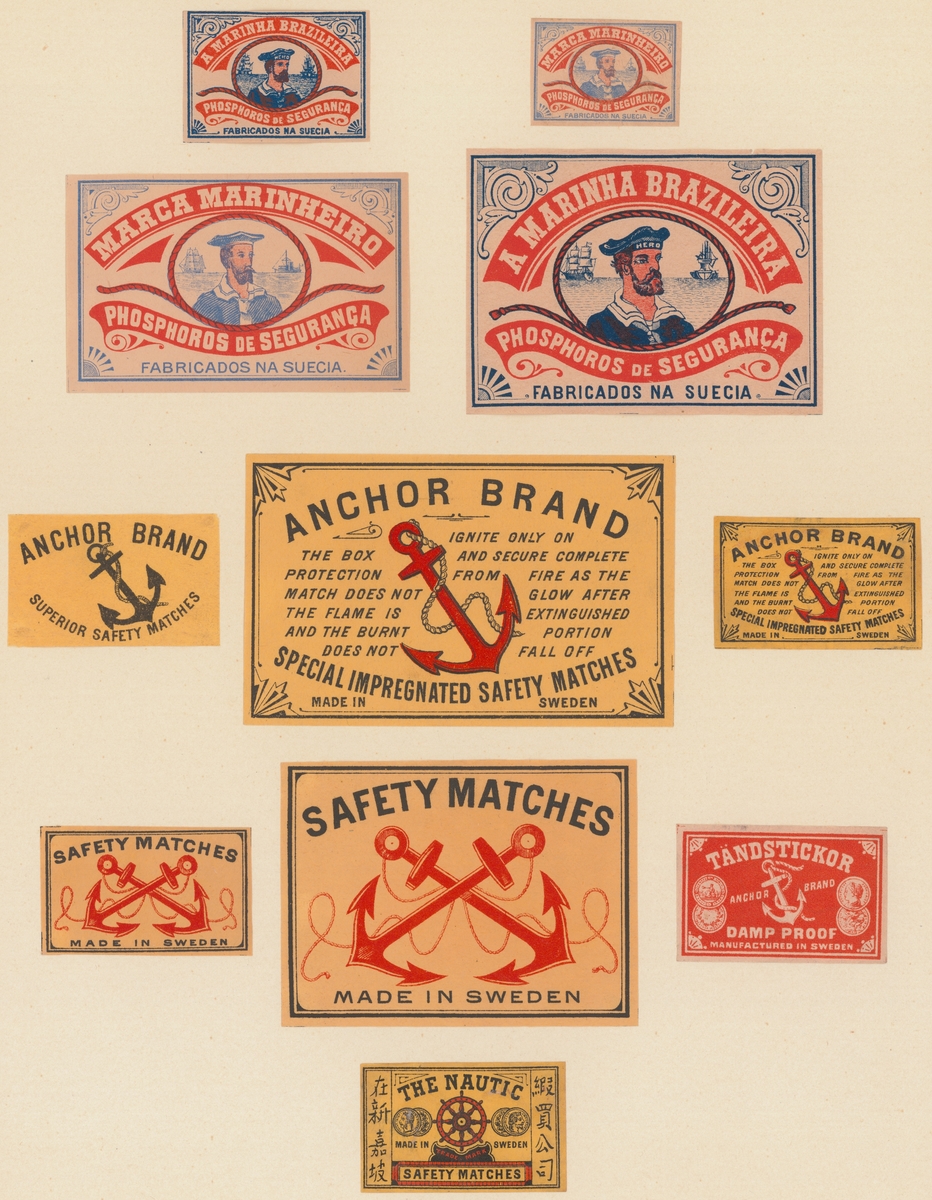 A MARINHA BRAZILEIRA
PHOSPHOROS DE SEGURANÇA
FABRICADOS NA SUECIA
MARCA MARINHEIRO
PHOSPHOROS DE SEGURANÇA
FABRICADOS NA SUECIA
MARCA MARINHEIRO
PHOSPHOROS DE SEGURANÇA
FABRICADOS NA SUECIA.
A MARINHA BRAZILEIRA
HERO
PHOSPHOROS DE SEGURANÇA
FABRICADOS NA SUECIA
ANCHOR BRAND
SUPERIOR SAFETY MATCHES
ANCHOR BRAND
IGNITE ONLY ON
THE BOX AND SECURE COMPLETE
PROTECTION FROM FIRE AS THE
MATCH DOES NOT GLOW AFTER
THE FLAME IS EXTINGUISHED
AND THE BURNT PORTION
DOES NOT FALL OFF
SPECIAL IMPREGNATED SAFETY MATCHES
MADE IN SWEDEN
ANCHOR BRAND
IGNITE ONLY ON
THE BOX AND SECURE COMPLETE
PROTECTION FROM FIRE AS THE
MATCH DOES NOT GLOW AFTER
THE FLAME IS EXTINGUISHED
AND THE BURNT PORTION
DOES NOT FALL OFF
SPECIAL IMPREGNATED SAFETY MATCHES
MADE IN SWEDEN
SAFETY MATCHES
MADE IN SWEDEN
SAFETY MATCHES
MADE IN SWEDEN
TÄNDSTICKOR
ANCHOR BRAND
DAMP PROOF
MANUFACTURED IN SWEDEN
THE NAUTIC
MADE IN SWEDEN
TRADE MARK
SAFETY MATCHES
在新嘉坡
緞買公司